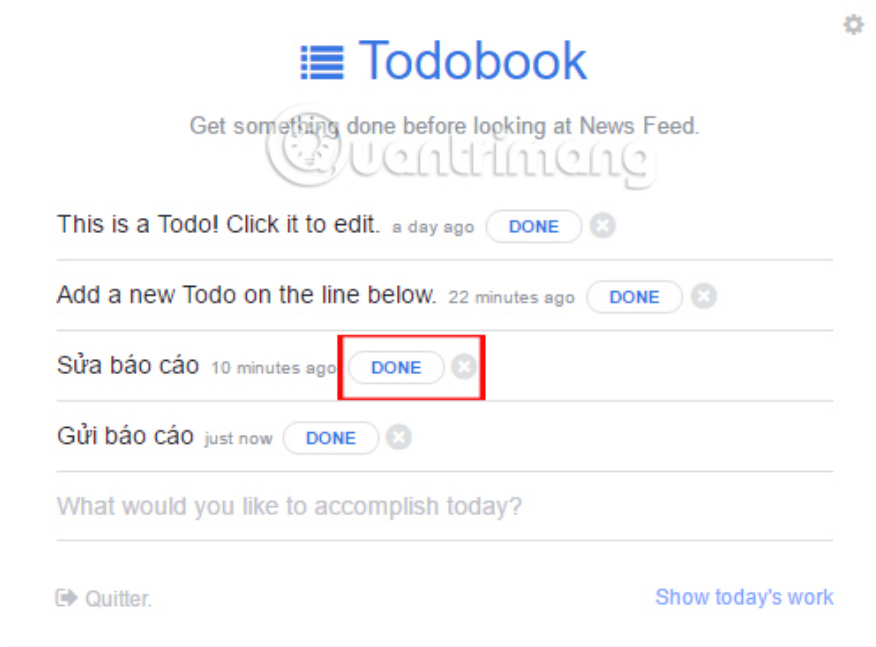 Todobook
Get something done before looking at News Feed.
Quantrimang
This is a Todo! Click it to edit. a day ago DONE
Add a new Todo on the line below. 22 minutes ago DONE
Sửa báo cáo 10 minutes ago DONE
Gửi báo cáo just now DONE
What would you like to accomplish today?
Quitter. Show today's work